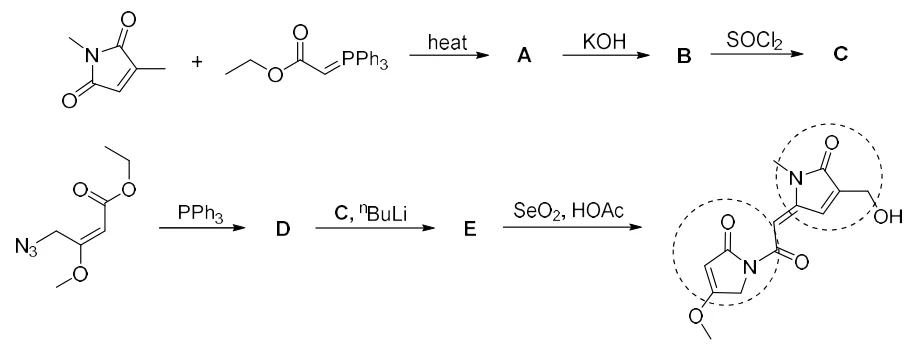 O
N
O
+
O
O
PPh3
heat
A
KOH
B
SOCl2
C
O
O
N3
O
PPh3
D
C, nBuLi
E
SeO2, HOAc
O
N
OH
O
N
O
O